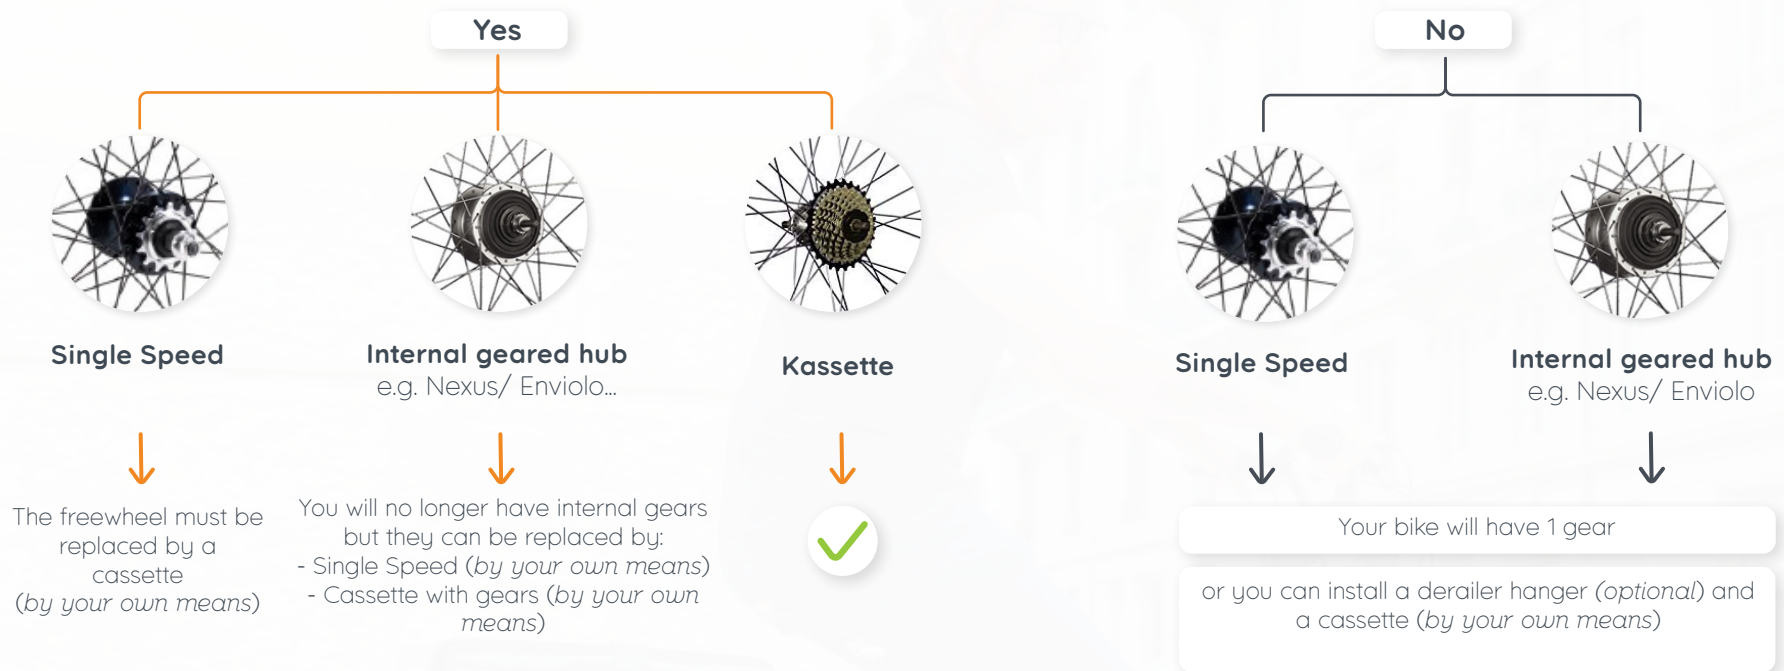 Yes
No
Single Speed
Internal geared hub
e.g. Nexus/ Enviolo...
Kassette
Single Speed
Internal geared hub
e.g. Nexus/ Enviolo
The freewheel must be
replaced by a
cassette
(by your own means)
You will no longer have internal gears
but they can be replaced by:
- Single Speed (by your own means)
- Cassette with gears (by your own
means)
Your bike will have 1 gear
or you can install a derailer hanger (optional) and
a cassette (by your own means)